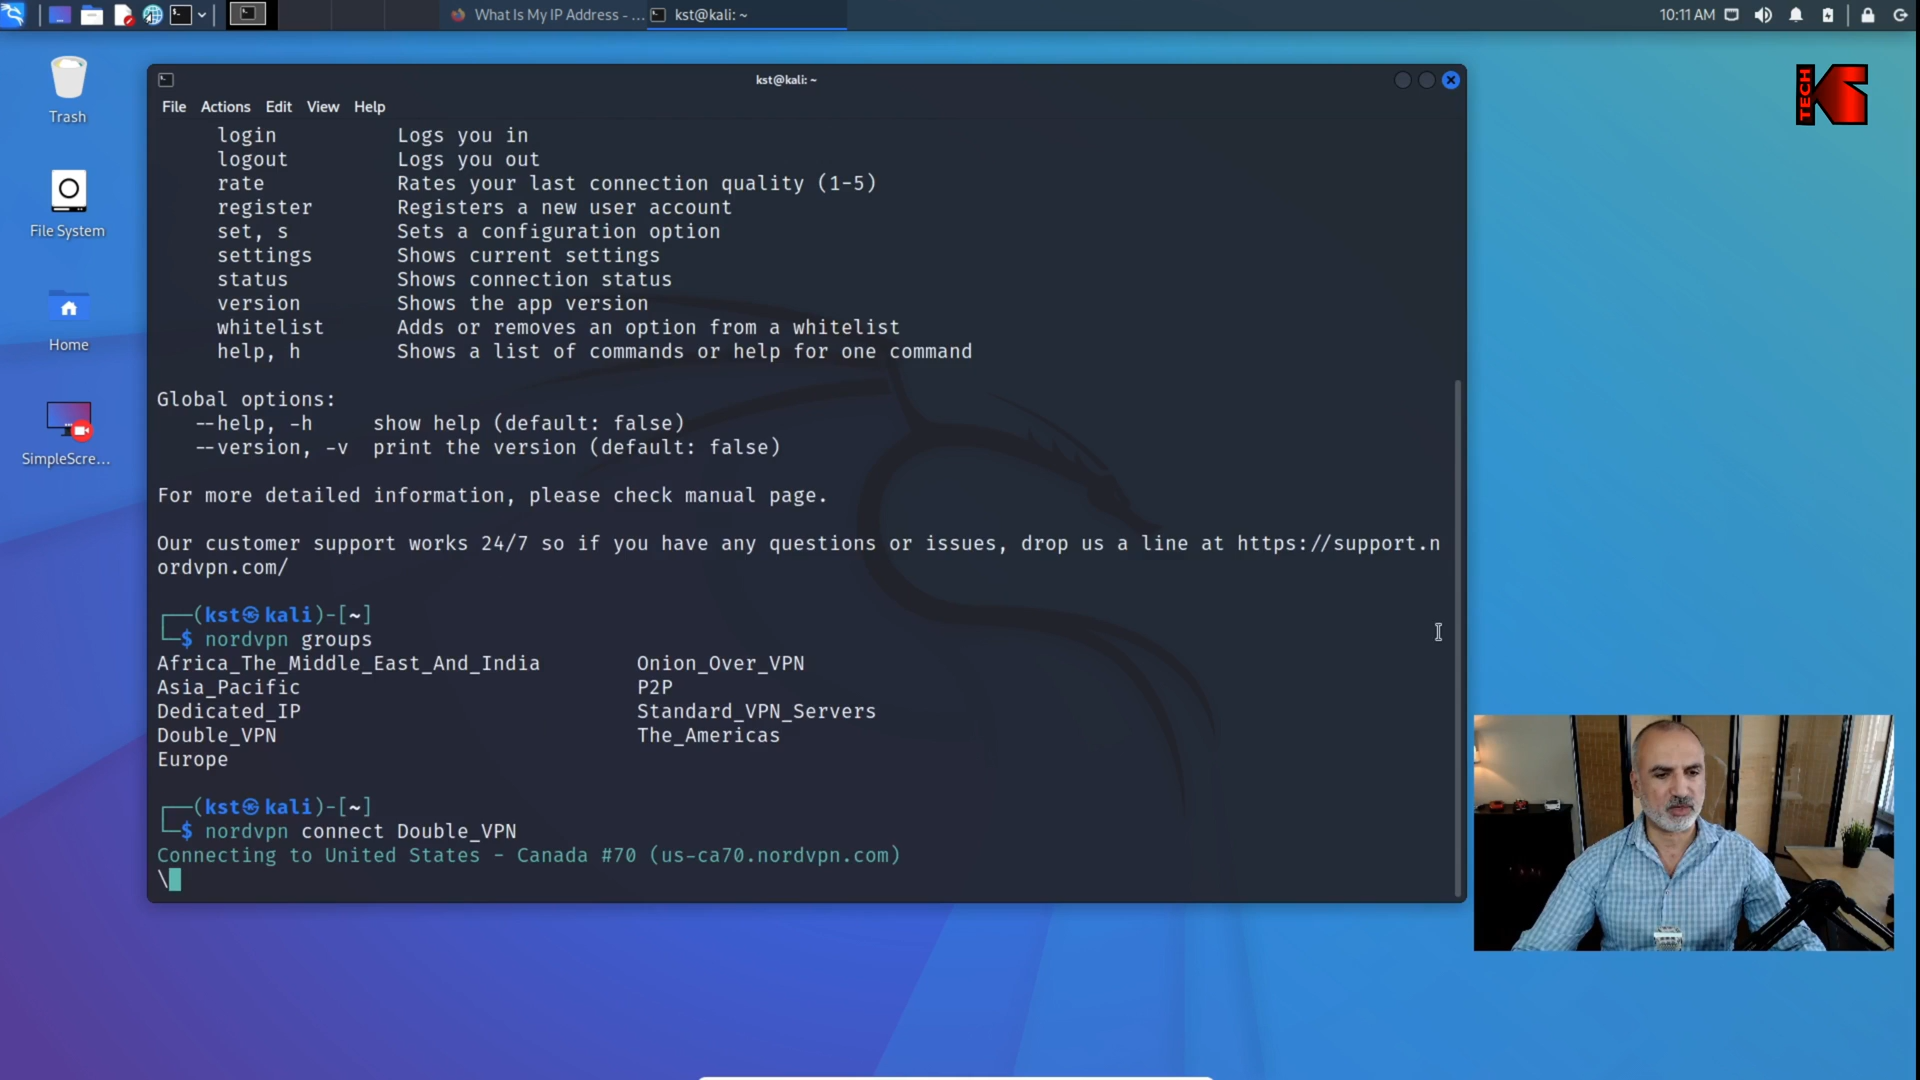 What Is My IP Address - ...
kst@kali: ~
10:11 AM
TECH
KS
Trash
File System
Home
SimpleScre...
kst@kali: ~
File Actions Edit View Help
login Logs you in
logout Logs you out
rate Rates your last connection quality (1-5)
register Registers a new user account
set, s Sets a configuration option
settings Shows current settings
status Shows connection status
version Shows the app version
whitelist Adds or removes an option from a whitelist
help, h Shows a list of commands or help for one command
Global options:
--help, -h show help (default: false)
--version, -v print the version (default: false)
For more detailed information, please check manual page.
Our customer support works 24/7 so if you have any questions or issues, drop us a line at https://support.n
ordvpn.com/
┌──(kst㉿kali)-[~]
└─$ nordvpn groups
Africa_The_Middle_East_And_India Onion_Over_VPN
Asia_Pacific P2P
Dedicated_IP Standard_VPN_Servers
Double_VPN The_Americas
Europe
┌──(kst㉿kali)-[~]
└─$ nordvpn connect Double_VPN
Connecting to United States - Canada #70 (us-ca70.nordvpn.com)
\